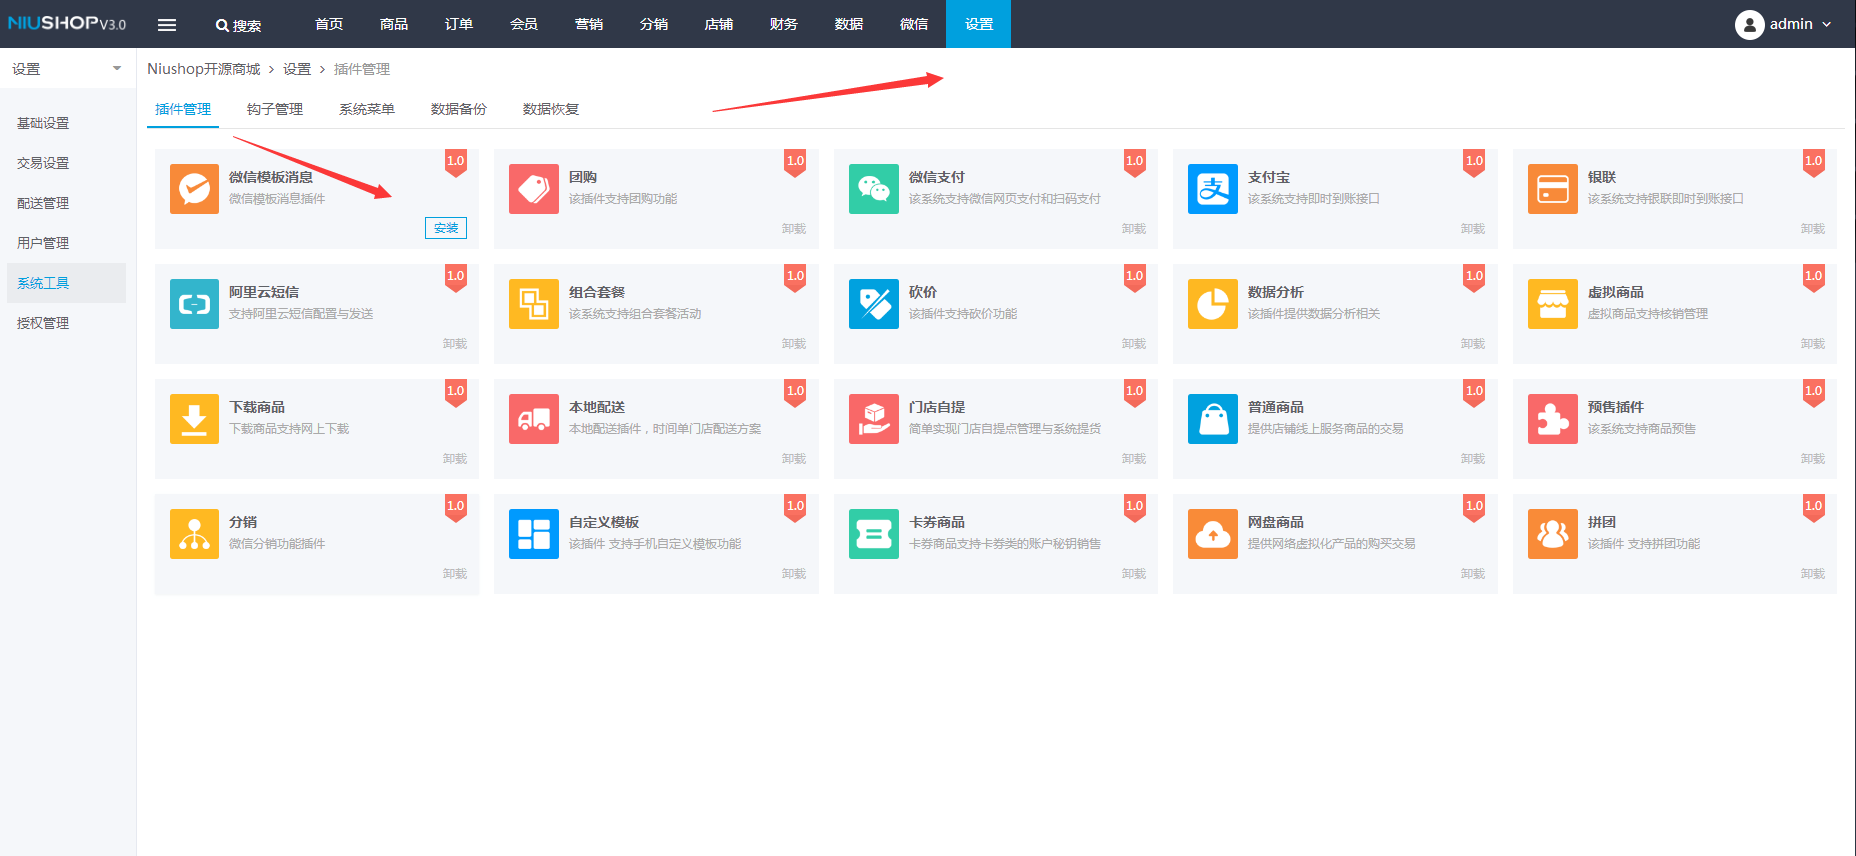 NIUSHOP V3.0
搜索
首页
商品
订单
会员
营销
分销
店铺
财务
数据
微信
设置
admin
设置
基础设置
交易设置
配送管理
用户管理
系统工具
授权管理
Niushop开源商城 > 设置 > 插件管理
插件管理
钩子管理
系统菜单
数据备份
数据恢复
1.0
微信模板消息
微信模板消息插件
安装
1.0
团购
该插件支持团购功能
卸载
1.0
微信支付
该系统支持微信网页支付和扫码支付
卸载
1.0
支付宝
该系统支持即时到账接口
卸载
1.0
银联
该系统支持银联即时到账接口
卸载
1.0
阿里云短信
支持阿里云短信配置与发送
卸载
1.0
组合套餐
该系统支持组合套餐活动
卸载
1.0
砍价
该插件支持砍价功能
卸载
1.0
数据分析
该插件提供数据分析相关
卸载
1.0
虚拟商品
虚拟商品支持核销管理
卸载
1.0
下载商品
下载商品支持网上下载
卸载
1.0
本地配送
本地配送插件，时间单门店配送方案
卸载
1.0
门店自提
简单实现门店自提点管理与系统提货
卸载
1.0
普通商品
提供店铺线上服务商品的交易
卸载
1.0
预售插件
该系统支持商品预售
卸载
1.0
分销
微信分销功能插件
卸载
1.0
自定义模板
该插件 支持手机自定义模板功能
卸载
1.0
卡券商品
卡券商品支持卡券类的账户秘钥销售
卸载
1.0
网盘商品
提供网络虚拟化产品的购买交易
卸载
1.0
拼团
该插件 支持拼团功能
卸载